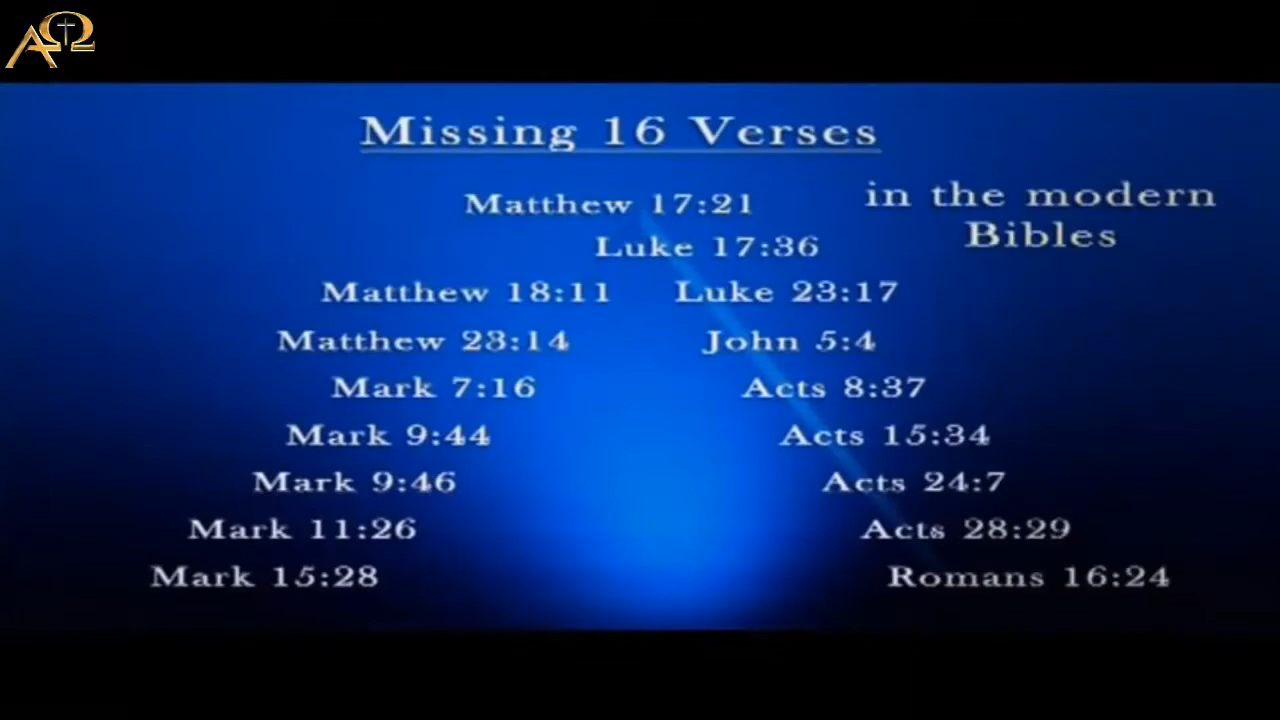 ΑΩ
Missing 16 Verses
in the modern
Bibles
Matthew 17:21
Luke 17:36
Matthew 18:11 Luke 23:17
Matthew 23:14 John 5:4
Mark 7:16 Acts 8:37
Mark 9:44 Acts 15:34
Mark 9:46 Acts 24:7
Mark 11:26 Acts 28:29
Mark 15:28 Romans 16:24